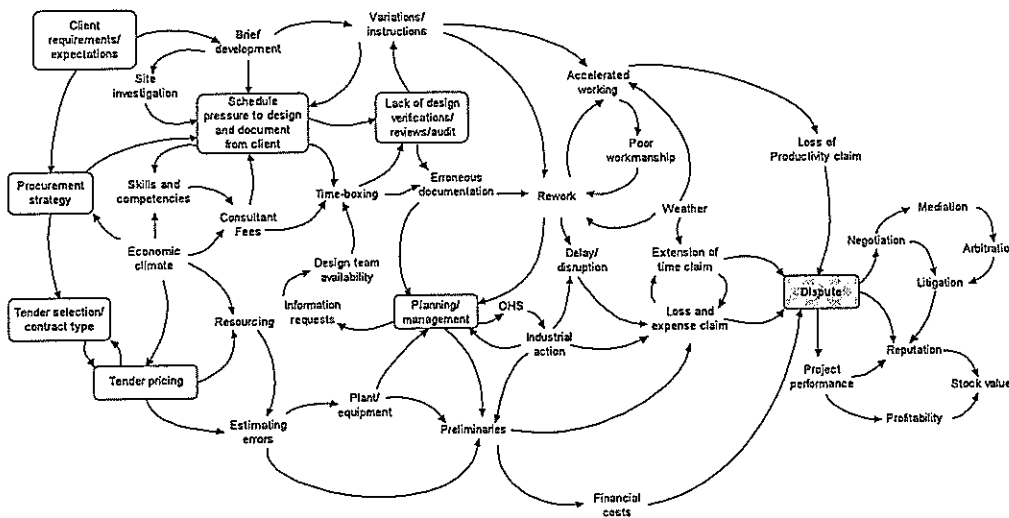 Client
requirements/
expectations
Brief
development
Variations/
instructions
Site
investigation
Accelerated
working
Schedule
pressure to design
and document
from client
Lack of design
verifications/
reviews/audit
Poor
workmanship
Loss of
Productivity claim
Procurement
strategy
Skills and
competencies
Time-boxing
Erroneous
documentation
Rework
Consultant
Fees
Weather
Mediation
Economic
climate
Design team
availability
Delay/
disruption
Extension of
time claim
Negotiation
Arbitration
Dispute
Litigation
Tender selection/
contract type
Resourcing
Information
requests
Planning/
management
OHS
Industrial
action
Loss and
expense claim
Reputation
Tender pricing
Project
performance
Stock value
Plant/
equipment
Estimating
errors
Preliminaries
Profitability
Financial
costs